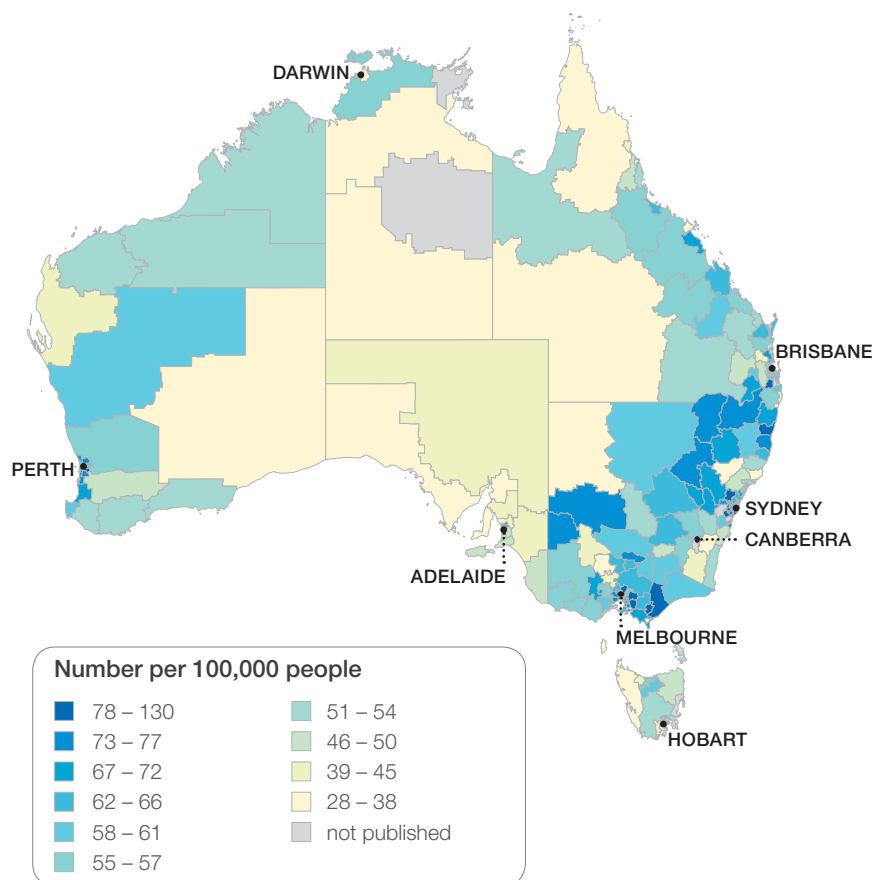 DARWIN
BRISBANE
PERTH
SYDNEY
CANBERRA
ADELAIDE
MELBOURNE
HOBART
Number per 100,000 people
78 – 130
73 – 77
67 – 72
62 – 66
58 – 61
55 – 57
51 – 54
46 – 50
39 – 45
28 – 38
not published